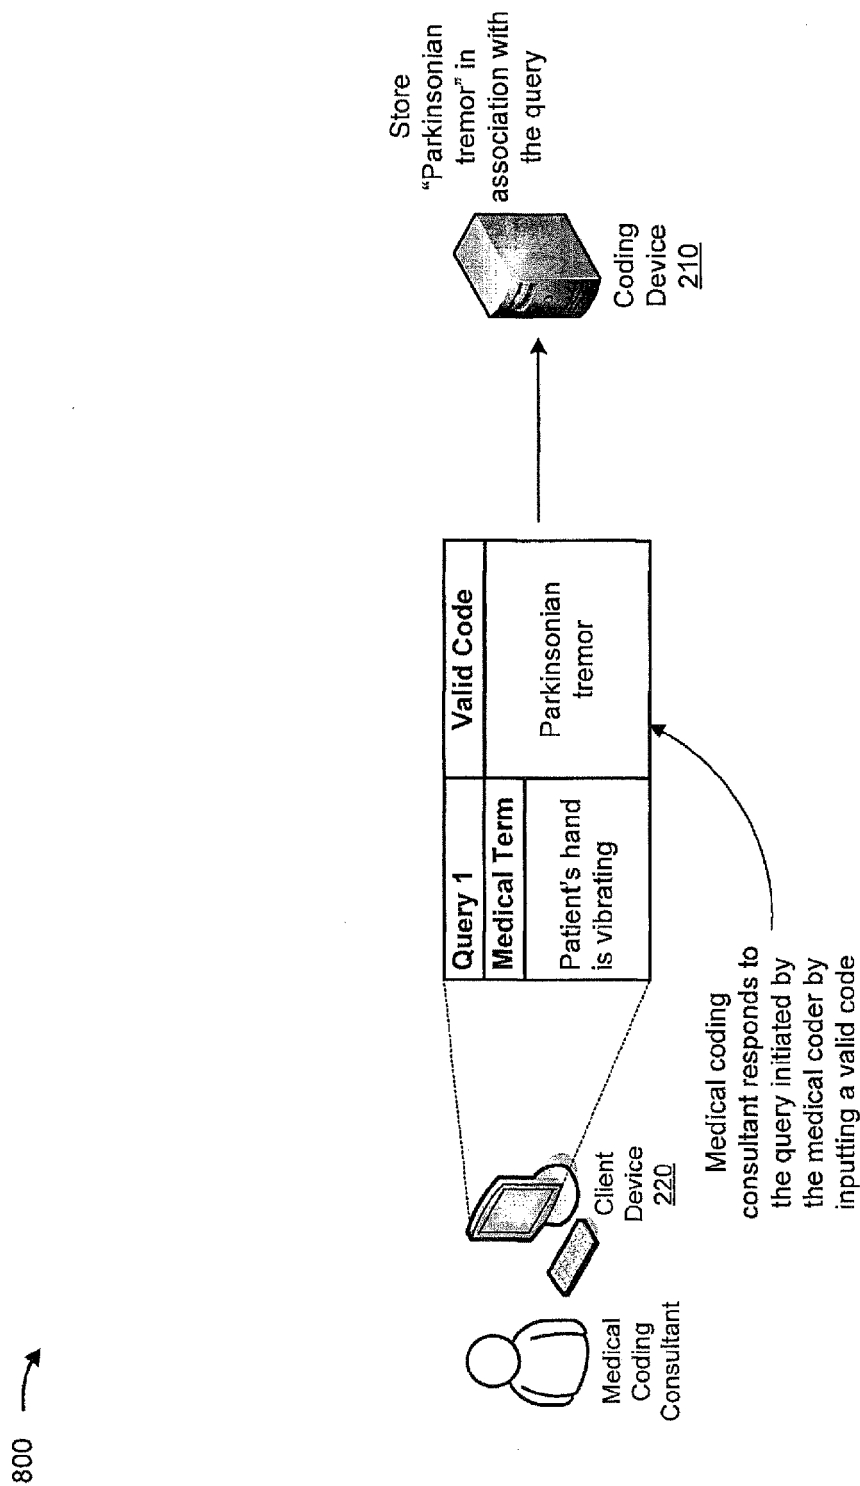 800
Medical
Coding
Consultant
Client
Device
220
Query 1
Valid Code
Medical Term
Patient's hand
is vibrating
Parkinsonian
tremor
Medical coding
consultant responds to
the query initiated by
the medical coder by
inputting a valid code
Store
“Parkinsonian
tremor” in
association with
the query
Coding
Device
210